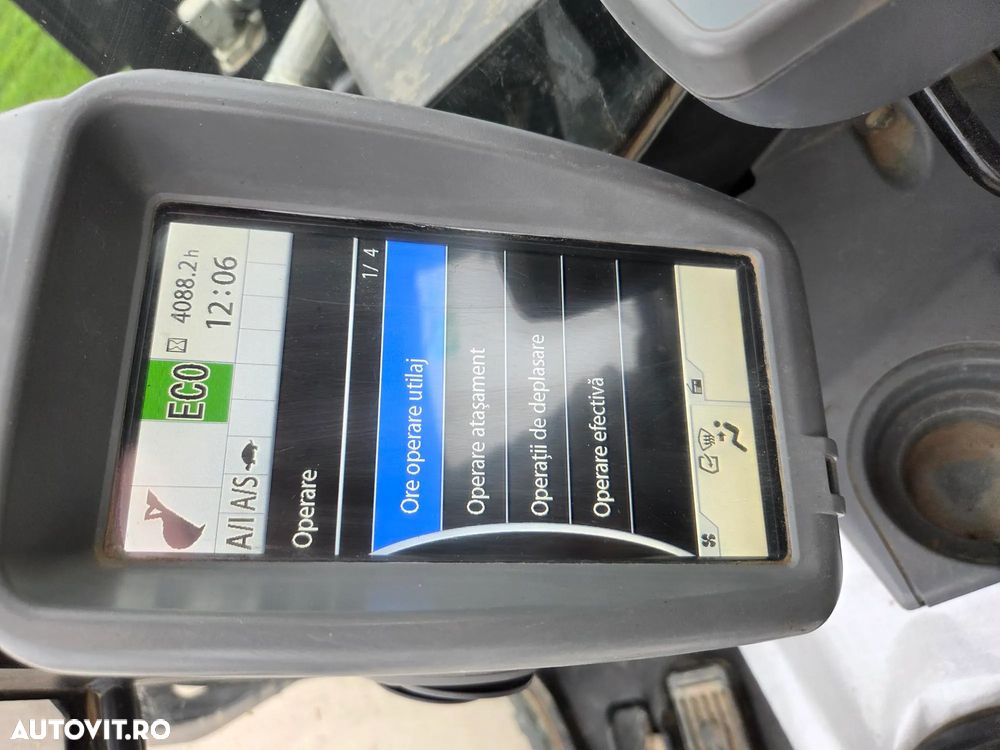 ECO 4088.2 h
A/I A/S 12:06
Operare
1/ 4
Ore operare utilaj
Operare atașament
Operații de deplasare
Operare efectivă
AUTOVIT.RO